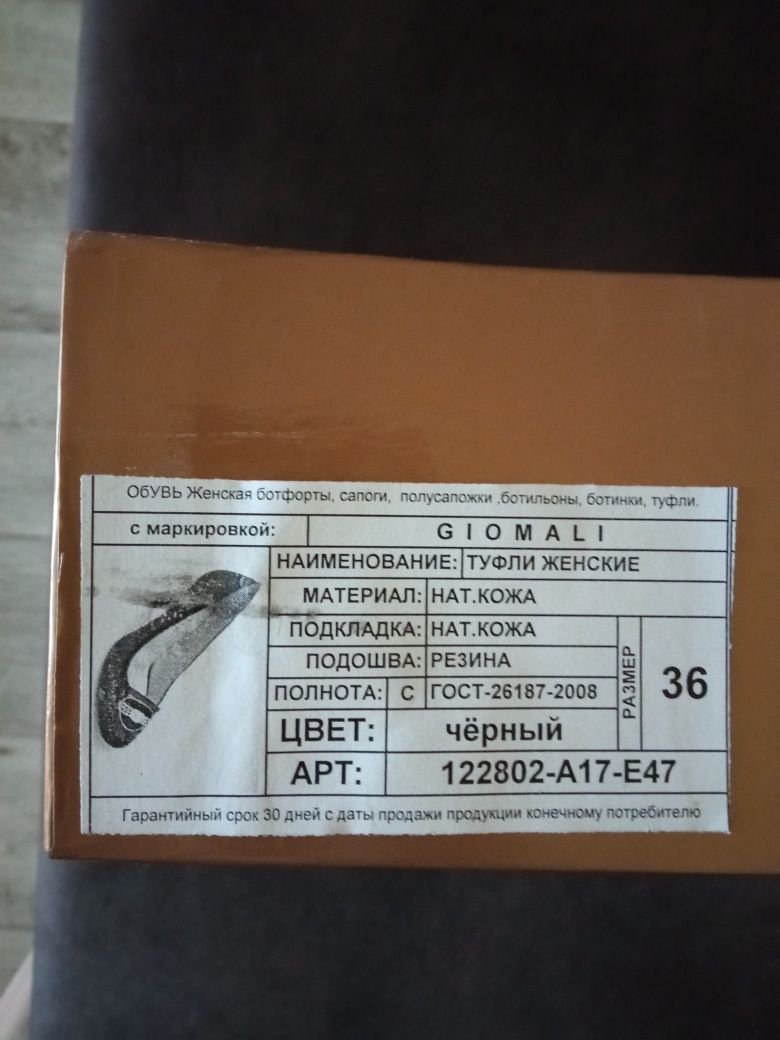 ОбУВЬ Женская ботфорты, сапоги, полусапожки ,ботильоны, ботинки, туфли.
с маркировкой: G I O M A L I
НАИМЕНОВАНИЕ: ТУФЛИ ЖЕНСКИЕ
МАТЕРИАЛ: НАТ.КОЖА
ПОДКЛАДКА: НАТ.КОЖА
ПОДОШВА: РЕЗИНА
ПОЛНОТА: С ГОСТ-26187-2008
РАЗМЕР 36
ЦВЕТ: чёрный
АРТ: 122802-А17-Е47
Гарантийный срок 30 дней с даты продажи продукции конечному потребителю